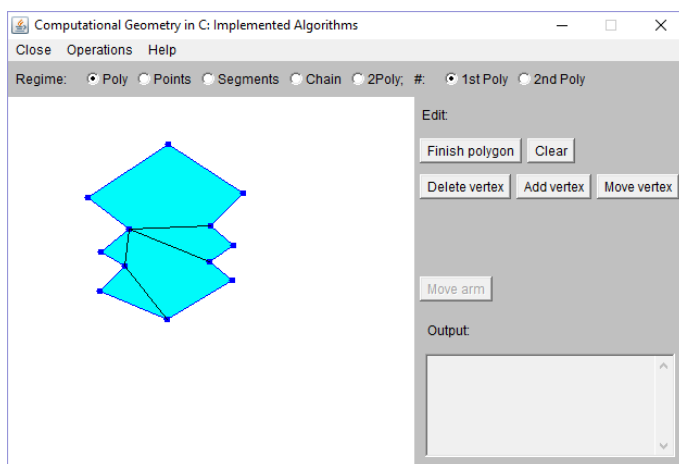 Computational Geometry in C: Implemented Algorithms
Close Operations Help
Regime: Poly Points Segments Chain 2Poly; #: 1st Poly 2nd Poly
Edit:
Finish polygon Clear
Delete vertex Add vertex Move vertex
Move arm
Output: